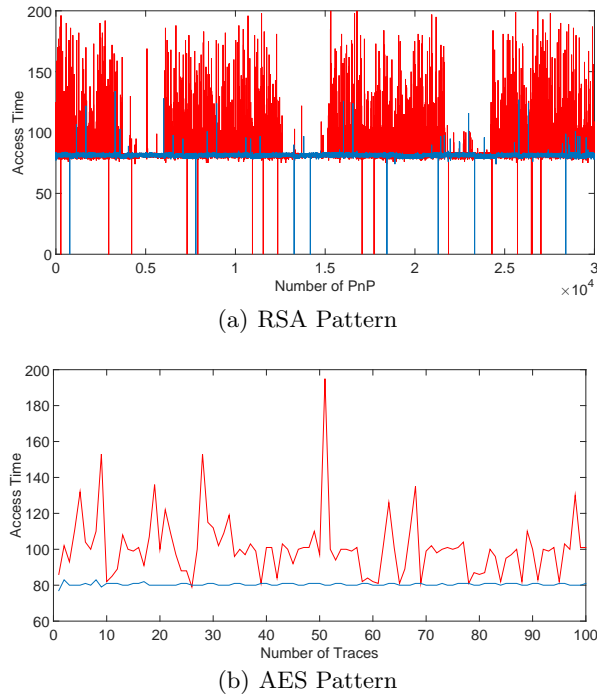 200
150
100
50
0
Access Time
0 0.5 1 1.5 2 2.5 3
Number of PnP
×10^4
(a) RSA Pattern
200
180
160
140
120
100
80
60
Access Time
0 10 20 30 40 50 60 70 80 90 100
Number of Traces
(b) AES Pattern